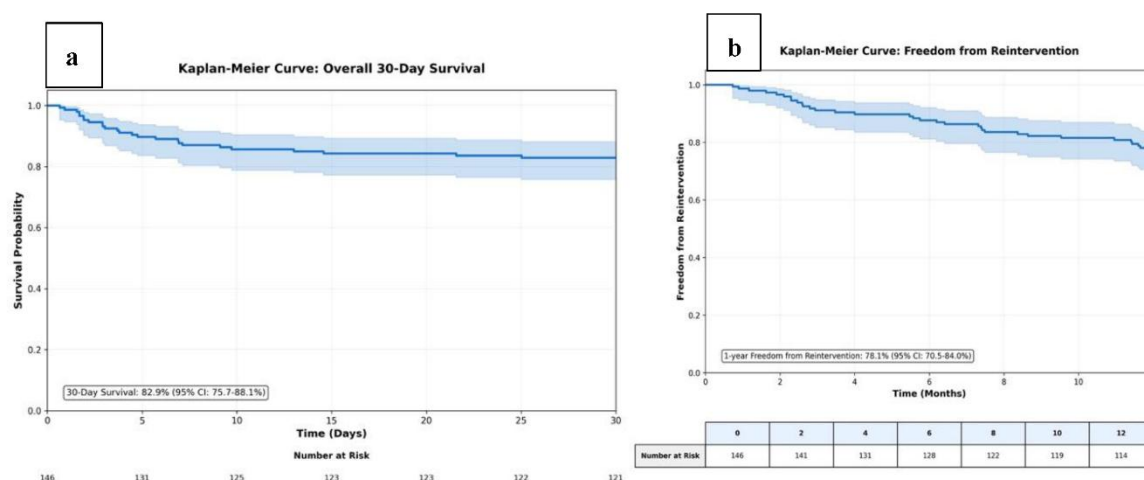 a
Kaplan-Meier Curve: Overall 30-Day Survival
Survival Probability
1.0
0.8
0.6
0.4
0.2
0.0
30-Day Survival: 82.9% (95% CI: 75.7-88.1%)
0 5 10 15 20 25 30
Time (Days)
Number at Risk
146 131 125 123 123 122 121
b
Kaplan-Meier Curve: Freedom from Reintervention
Freedom from Reintervention
1.0
0.8
0.6
0.4
0.2
0.0
1-year Freedom from Reintervention: 78.1% (95% CI: 70.5-84.0%)
0 2 4 6 8 10
Time (Months)
0 2 4 6 8 10 12
Number at Risk 146 141 131 128 122 119 114